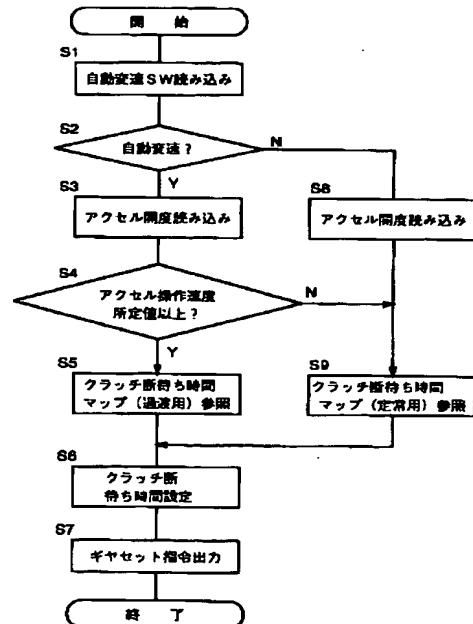 開 始
S1
自動変速SW読み込み
S2
自動変速?
N
Y
S3
アクセル開度読み込み
S8
アクセル開度読み込み
S4
アクセル操作速度
所定値以上?
N
Y
S5
クラッチ断待ち時間
マップ(過渡用)参照
S9
クラッチ断待ち時間
マップ(定常用)参照
S6
クラッチ断
待ち時間設定
S7
ギヤセット指令出力
終 了